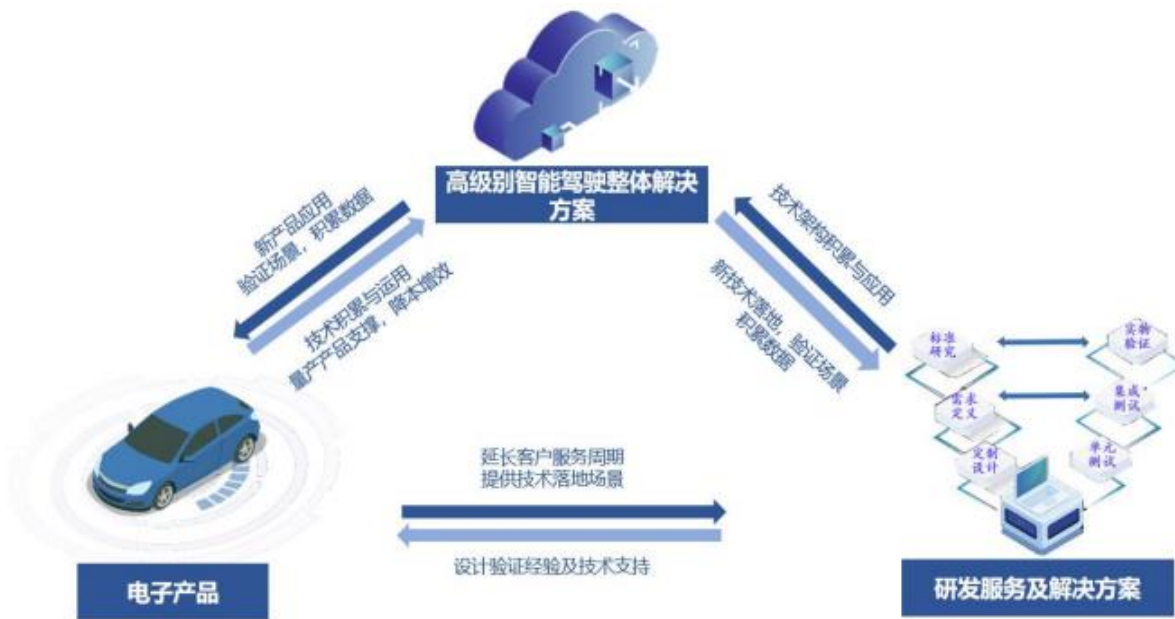 高级别智能驾驶整体解决
方案
新产品应用
验证场景，积累数据
技术积累与运用
量产产品支撑，降本增效
技术架构积累与应用
新技术落地，验证场景
积累数据
标准
研究
实物
验证
需求
定义
集成
测试
定制
设计
单元
测试
延长客户服务周期
提供技术落地场景
设计验证经验及技术支持
电子产品
研发服务及解决方案